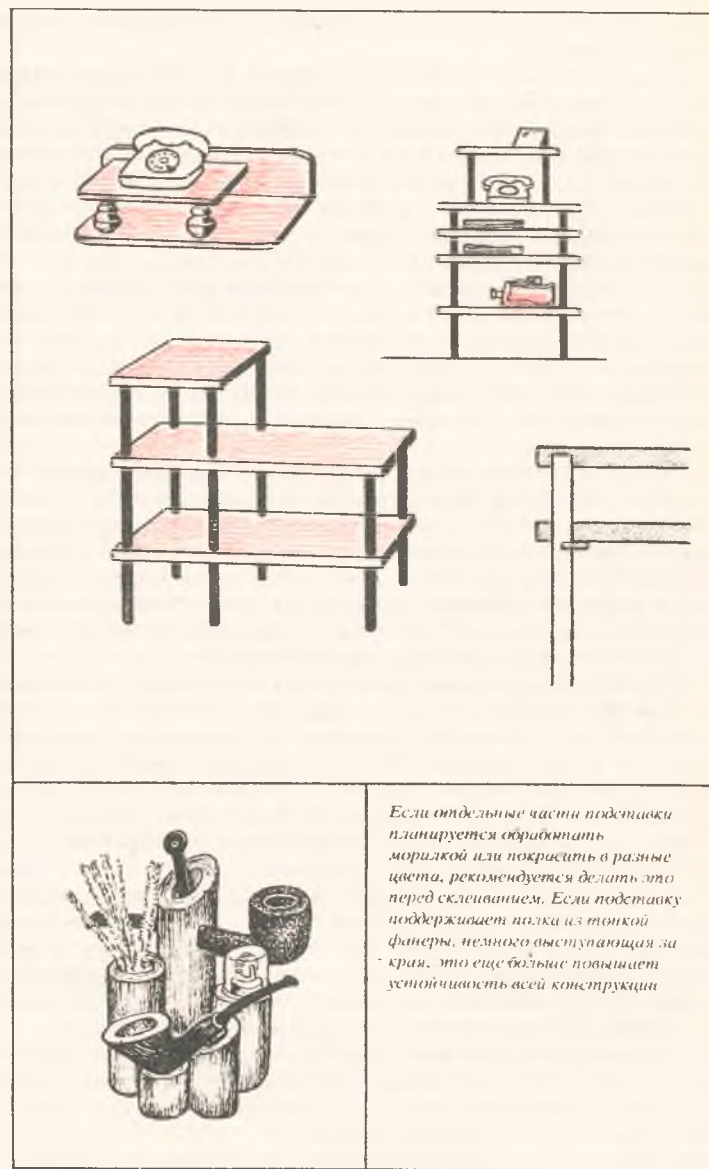 Если отдельные части подставки
планируется обработать
морилкой или покрасить в разные
цвета, рекомендуется делать это
перед склеиванием. Если подставку
поддерживает полка из тонкой
фанеры, немного выступающая за
края, это еще больше повышает
устойчивость всей конструкции